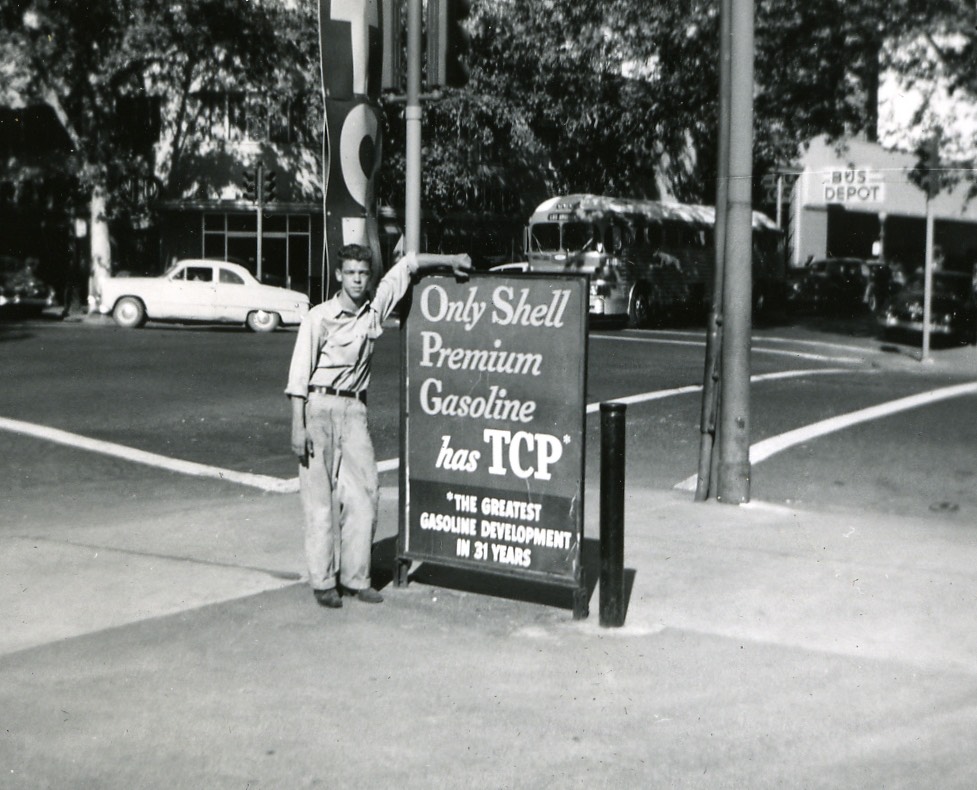 T
C
BUS
DEPOT
Only Shell
Premium
Gasoline
has TCP*
*THE GREATEST
GASOLINE DEVELOPMENT
IN 31 YEARS